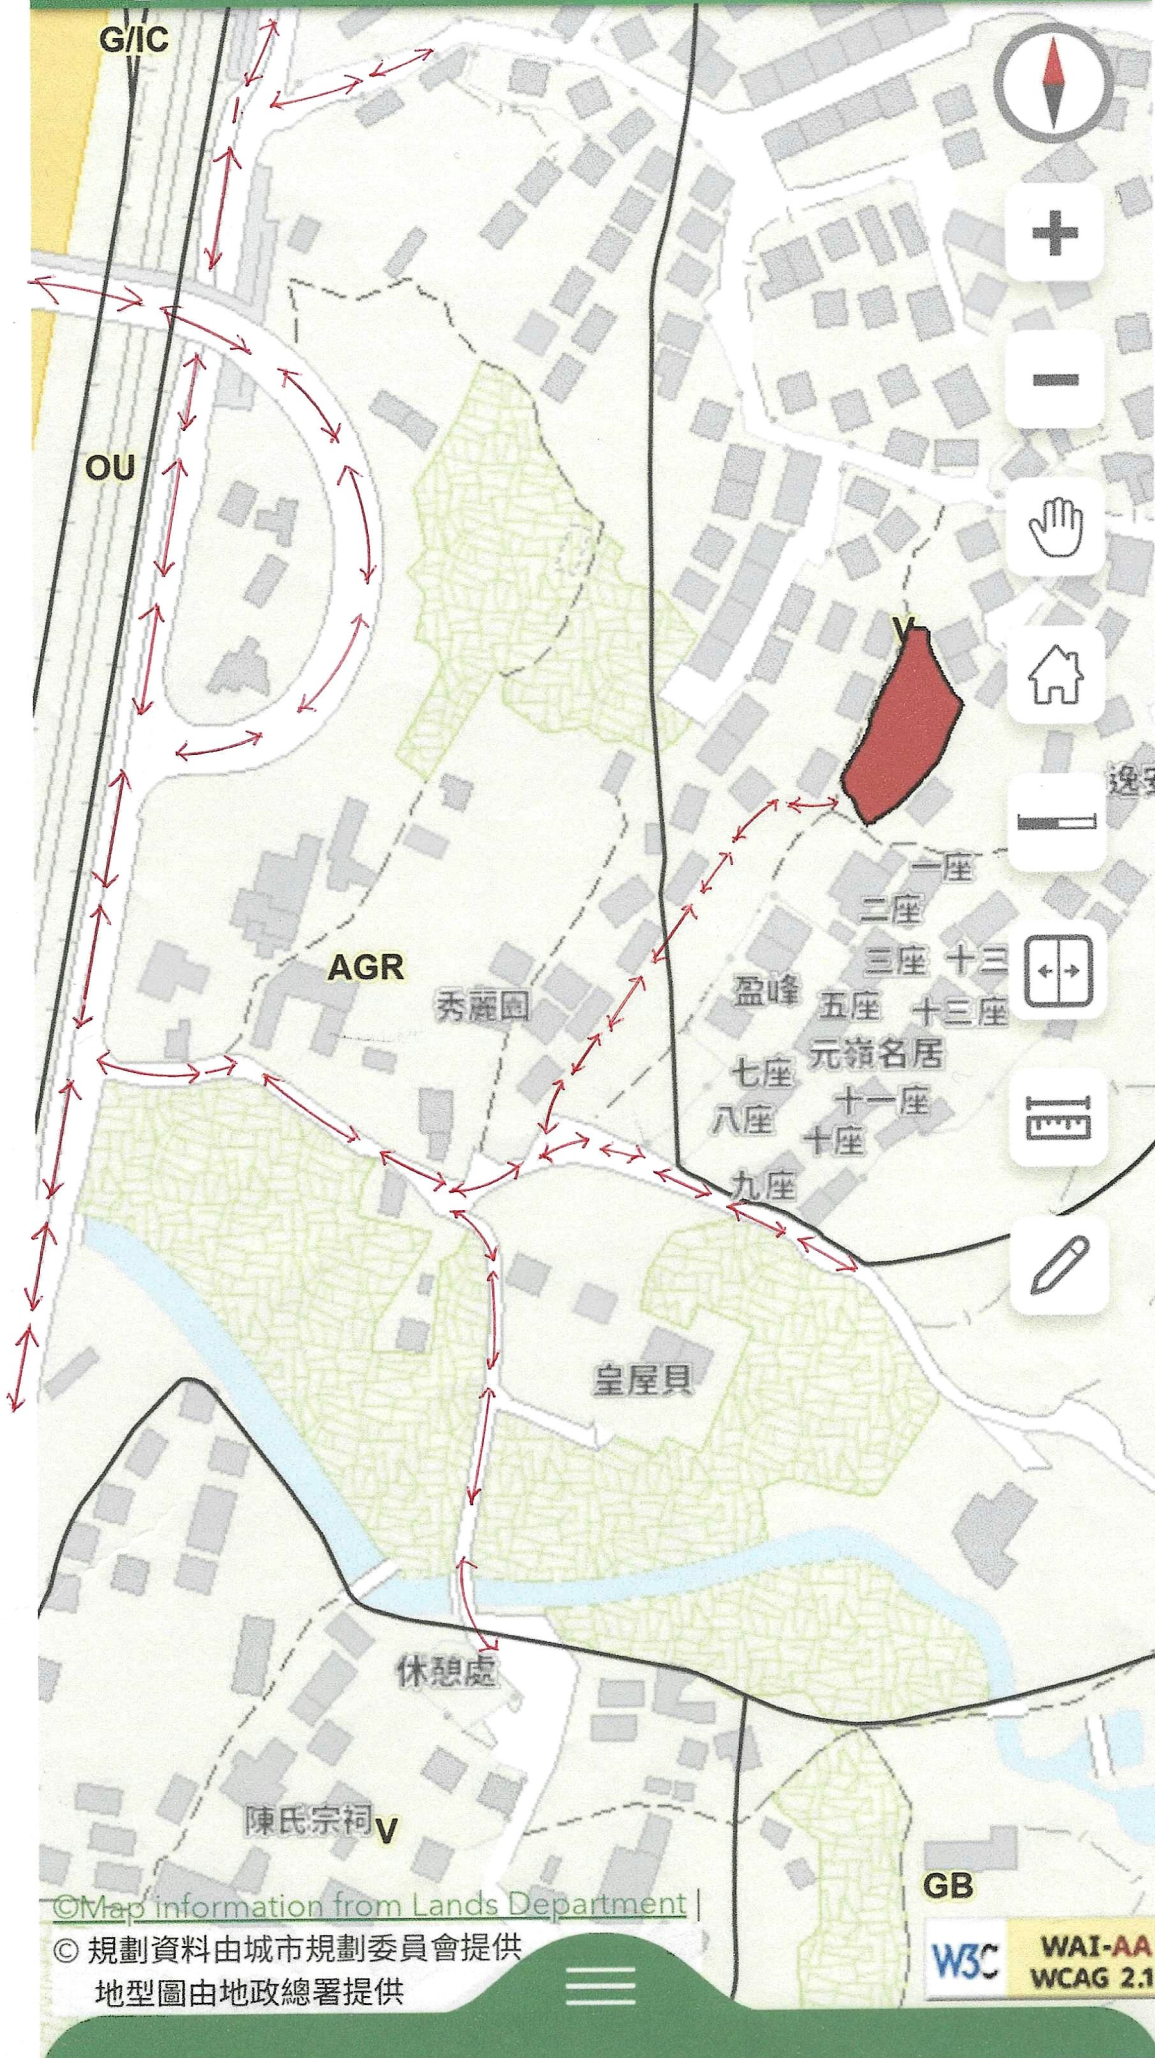 G/IC
OU
V
逸安
一座
二座
AGR
三座 十三
秀麗園
盈峰
五座 十三座
元嶺名居
七座
十一座
八座
十座
九座
皇屋貝
休憩處
陳氏宗祠
V
GB
©Map information from Lands Department |
© 規劃資料由城市規劃委員會提供
地型圖由地政總署提供
W3C WAI-AA
WCAG 2.1